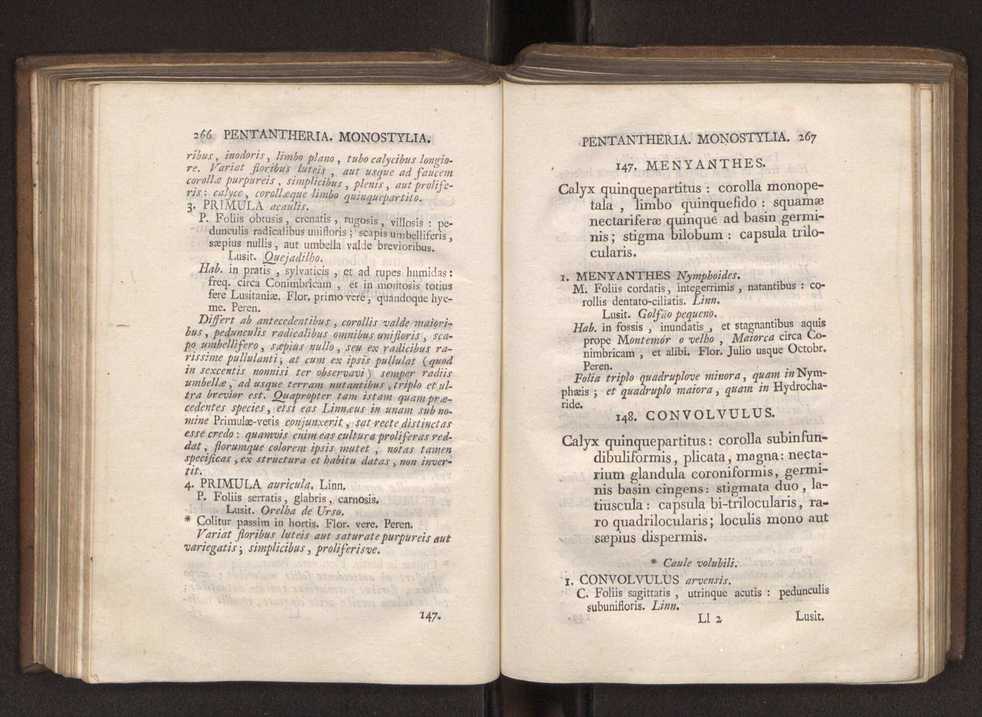 266 PENTANTHERIA. MONOSTYLIA.
ribus, inodoris, limbo plano, tubo calycibus longio-
re. Variat floribus luteis, aut usque ad faucem
corollæ purpureis, simplicibus, plenis, aut prolife-
ris: calyce, corollæque limbo quinquepartito.
3. PRIMULA acaulis.
P. Foliis obtusis, crenatis, rugosis, villosis: pe-
dunculis radicalibus unifloris; scapis umbelliferis,
sæpius nullis, aut umbella valde brevioribus.
Lusit. Quejadilho.
Hab. in pratis, sylvaticis, et ad rupes humidas:
freq. circa Conimbricam, et in montosis totius
fere Lusitaniæ. Flor. primo vere, quandoque hye-
me. Peren.
Differt ab antecedentibus, corollis valde maiori-
bus, pedunculis radicalibus omnibus unifloris, sca-
po umbellifero, sæpius nullo, seu ex radicibus ra-
rissime pullulanti; at cum ex ipsis pullulat (quod
in sexcentis nonnisi ter observavi) semper radiis
umbellæ, ad usque terram nutantibus, triplo et ul-
tra brevior est. Quapropter tam istam quam præ-
cedentes species, etsi eas Linnæus in unam sub no-
mine Primulæ-veris conjunxerit, sat recte distinctas
esse credo: quamvis enim eas cultura proliferas red-
dat, florumque colorem ipsis mutet, notas tamen
specificas, ex structura et habitu datas, non inver-
tit.
4. PRIMULA auricula. Linn.
P. Foliis serratis, glabris, carnosis.
Lusit. Orelha de Urso.
* Colitur passim in hortis. Flor. vere. Peren.
Variat floribus luteis aut saturate purpureis aut
variegatis; simplicibus, proliferisve.
147.
PENTANTHERIA. MONOSTYLIA. 267
147. MENYANTHES.
Calyx quinquepartitus: corolla monope-
tala, limbo quinquefido: squamæ
nectariferæ quinque ad basin germi-
nis; stigma bilobum: capsula trilo-
cularis.
1. MENYANTHES Nymphoides.
M. Foliis cordatis, integerrimis, natantibus: co-
rollis dentato-ciliatis. Linn.
Lusit. Golfão pequeno.
Hab. in fossis, inundatis, et stagnantibus aquis
prope Montemór o velho, Maiorca circa Co-
nimbricam, et alibi. Flor. Julio usque Octobr.
Peren.
Folia triplo quadruplove minora, quam in Nym-
phæis; et quadruplo maiora, quam in Hydrocha-
ride.
148. CONVOLVULUS.
Calyx quinquepartitus: corolla subinfun-
dibuliformis, plicata, magna: necta-
rium glandula coroniformis, germi-
nis basin cingens: stigmata duo, la-
tiuscula: capsula bi-trilocularis, ra-
ro quadrilocularis; loculis mono aut
sæpius dispermis.
* Caule volubili.
1. CONVOLVULUS arvensis.
C. Foliis sagittatis, utrinque acutis: pedunculis
subunifloris. Linn.
Ll 2 Lusit.